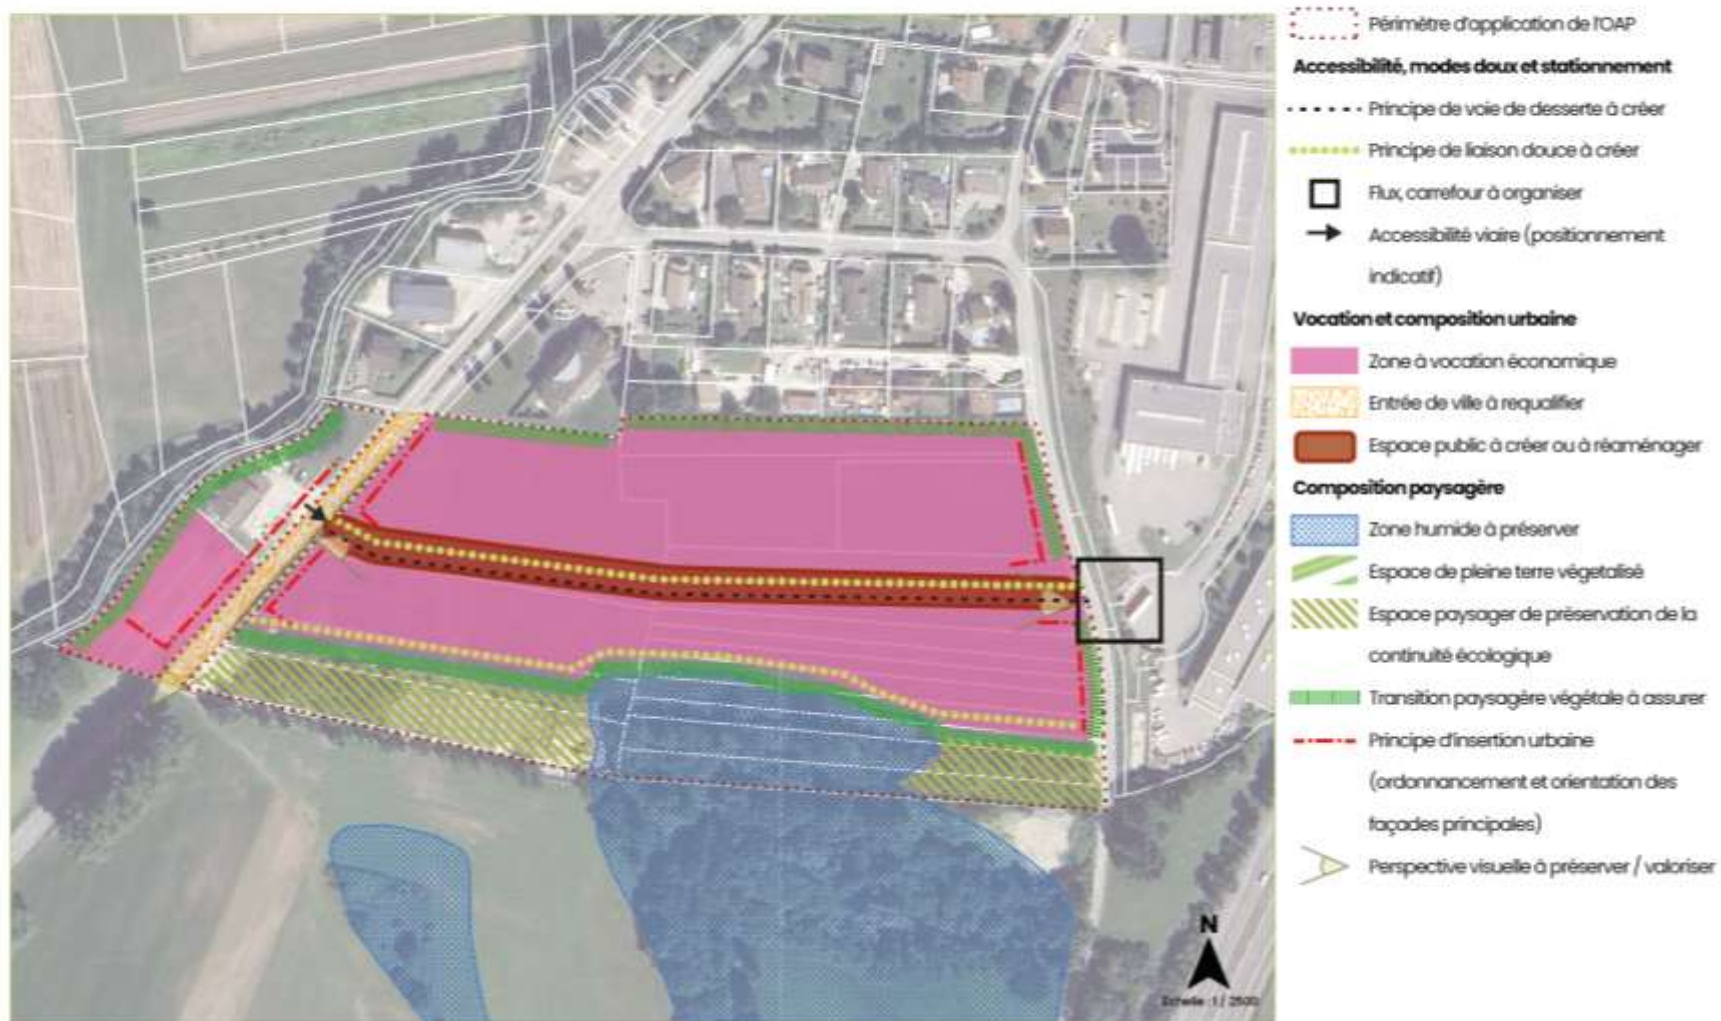 Périmètre d'application de l'OAP
Accessibilité, modes doux et stationnement
Principe de voie de desserte à créer
Principe de liaison douce à créer
Flux, carrefour à organiser
Accessibilité viaire (positionnement
indicatif)
Vocation et composition urbaine
Zone à vocation économique
Entrée de ville à requalifier
Espace public à créer ou à réaménager
Composition paysagère
Zone humide à préserver
Espace de pleine terre végetalisé
Espace paysager de préservation de la
continuité écologique
Transition paysagère végétale à assurer
Principe d'insertion urbaine
(ordonnancement et orientation des
façades principales)
Perspective visuelle à préserver / valoriser
N
Echelle : 1 / 2500